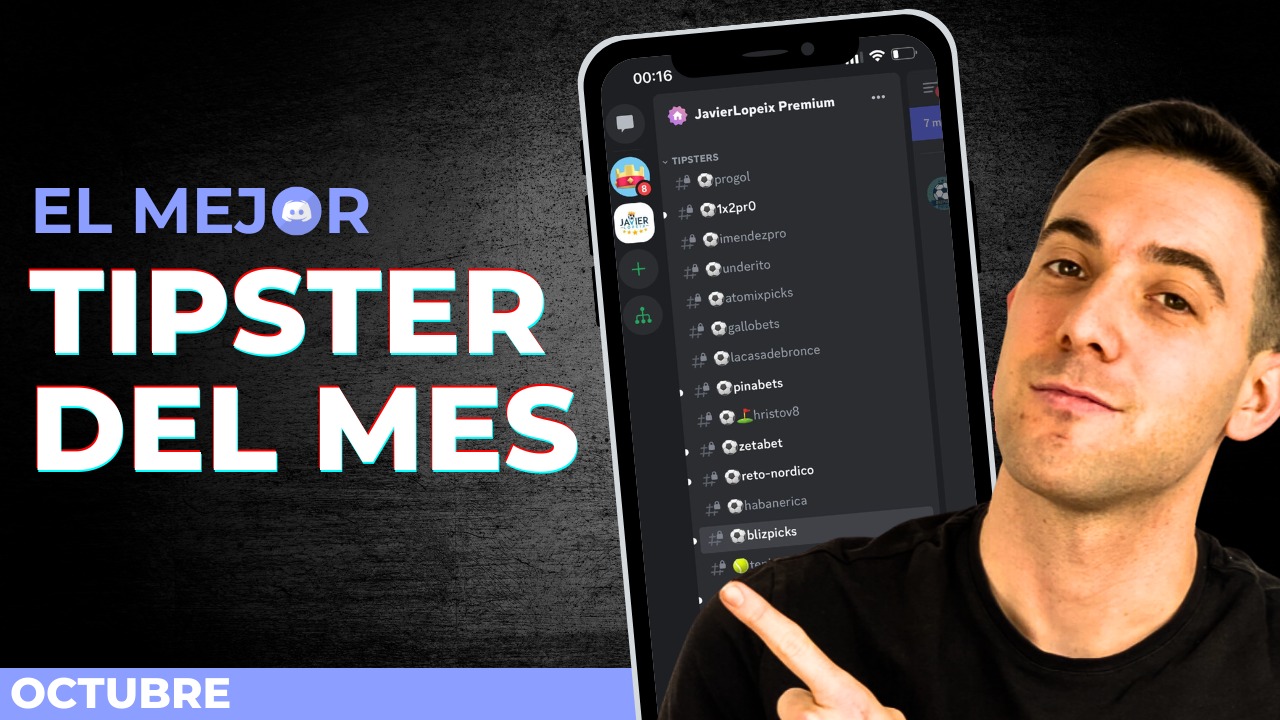 EL MEJOR
TIPSTER
DEL MES
OCTUBRE
00:16
JavierLopeix Premium
7 m
TIPSTERS
progol
8
1x2pr0
JAVIER
imendezpro
underito
atomixpicks
gallobets
lacasadebronce
pinabets
hristov8
zetabet
reto-nordico
habanerica
blizpicks